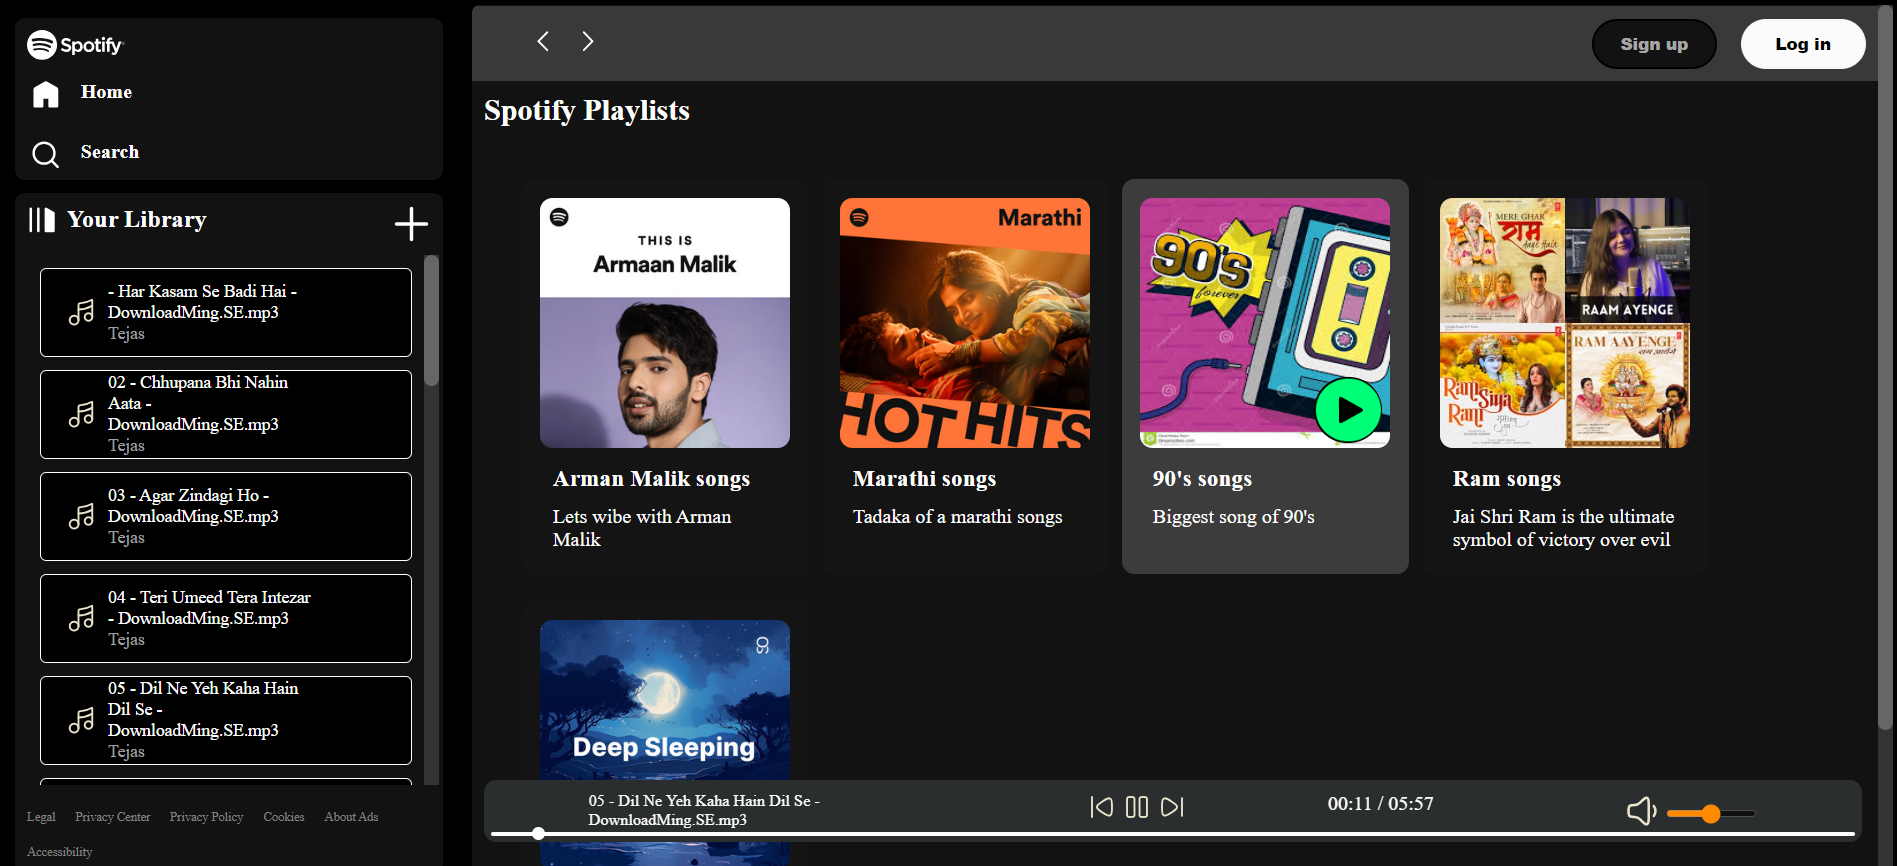 Spotify
Home
Search
Your Library
- Har Kasam Se Badi Hai -
DownloadMing.SE.mp3
Tejas
02 - Chhupana Bhi Nahin
Aata -
DownloadMing.SE.mp3
Tejas
03 - Agar Zindagi Ho -
DownloadMing.SE.mp3
Tejas
04 - Teri Umeed Tera Intezar
- DownloadMing.SE.mp3
Tejas
05 - Dil Ne Yeh Kaha Hain
Dil Se -
DownloadMing.SE.mp3
Tejas
Legal Privacy Center Privacy Policy Cookies About Ads
Accessibility
Sign up Log in
Spotify Playlists
THIS IS
Armaan Malik
Arman Malik songs
Lets wibe with Arman
Malik
Marathi
HOT HITS
Marathi songs
Tadaka of a marathi songs
90's
forever
90's songs
Biggest song of 90's
MERE GHAR
राम
Aage Hain
RAAM AYENGE
Ram
Siya
Ram
RAM AAYENGE
राम आयेंगे
Ram songs
Jai Shri Ram is the ultimate
symbol of victory over evil
Deep Sleeping
05 - Dil Ne Yeh Kaha Hain Dil Se -
DownloadMing.SE.mp3
00:11 / 05:57